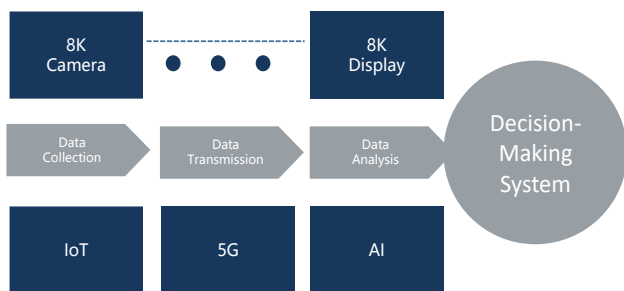 8K
Camera
8K
Display
Data
Collection
Data
Transmission
Data
Analysis
Decision-
Making
System
IoT
5G
AI